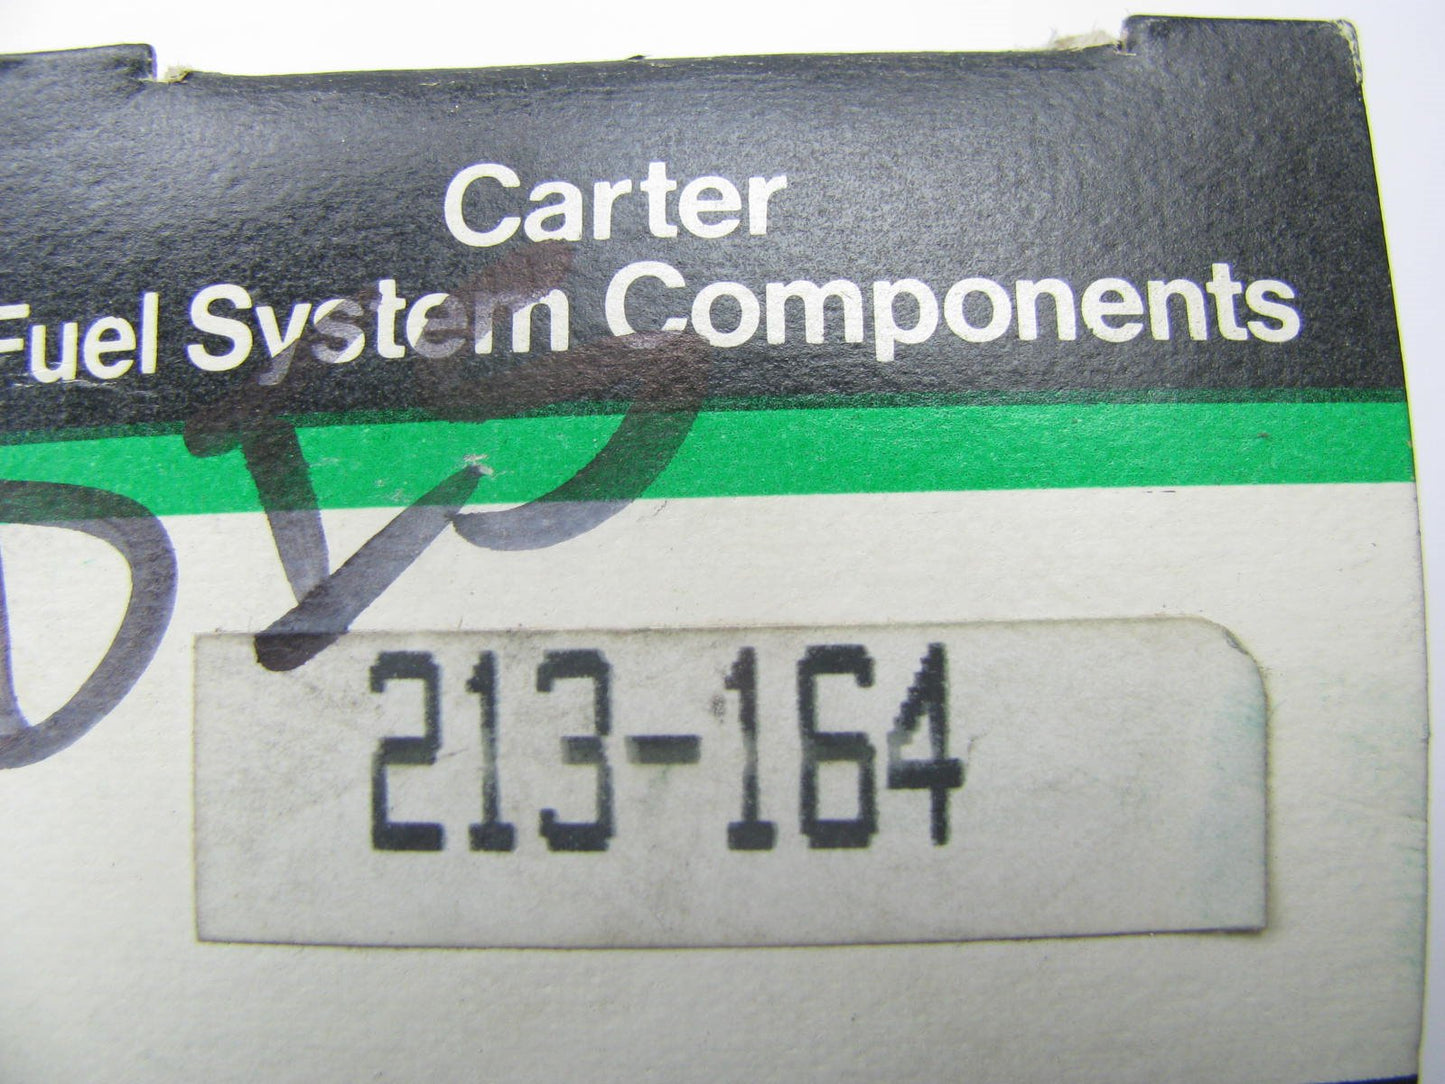 Carter
Fuel System Components
213-164